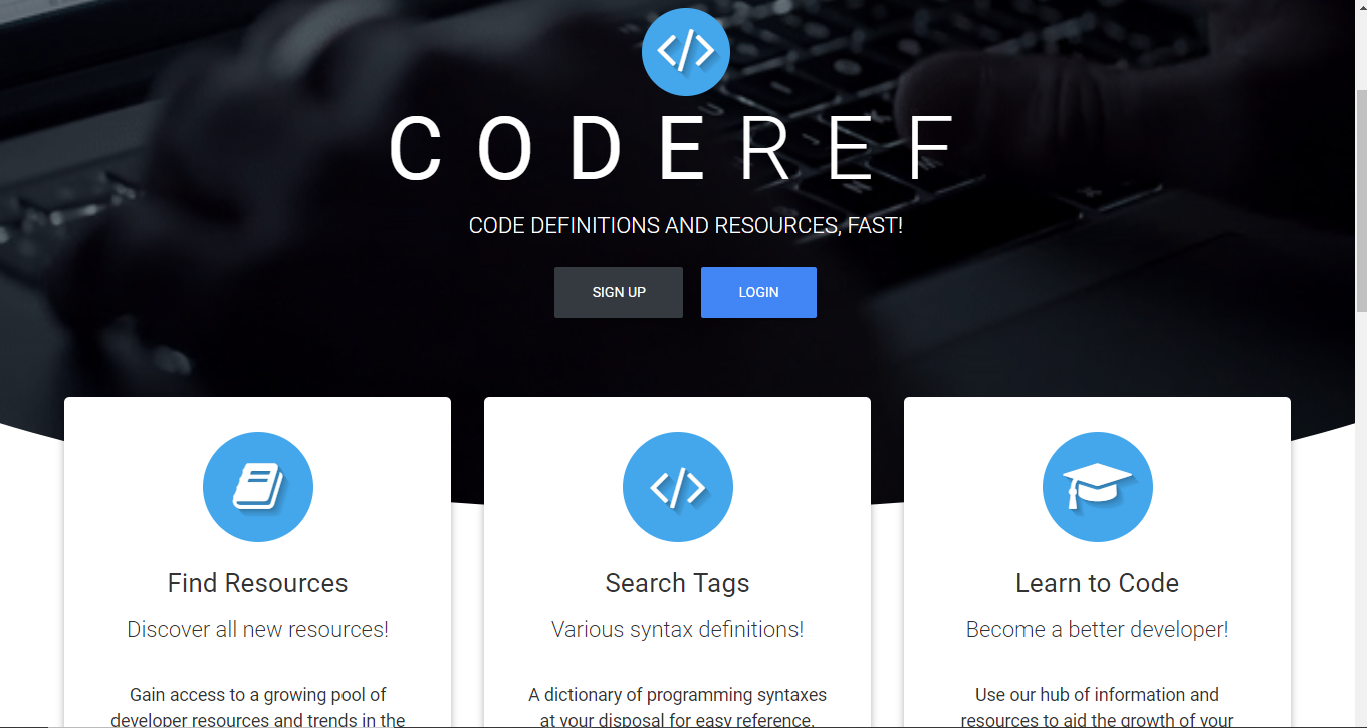 </>
CODEREF
CODE DEFINITIONS AND RESOURCES, FAST!
SIGN UP
LOGIN
</>
Find Resources
Discover all new resources!
Gain access to a growing pool of
developer resources and trends in the
Search Tags
Various syntax definitions!
A dictionary of programming syntaxes
at your disposal for easy reference.
Learn to Code
Become a better developer!
Use our hub of information and
resources to aid the growth of your